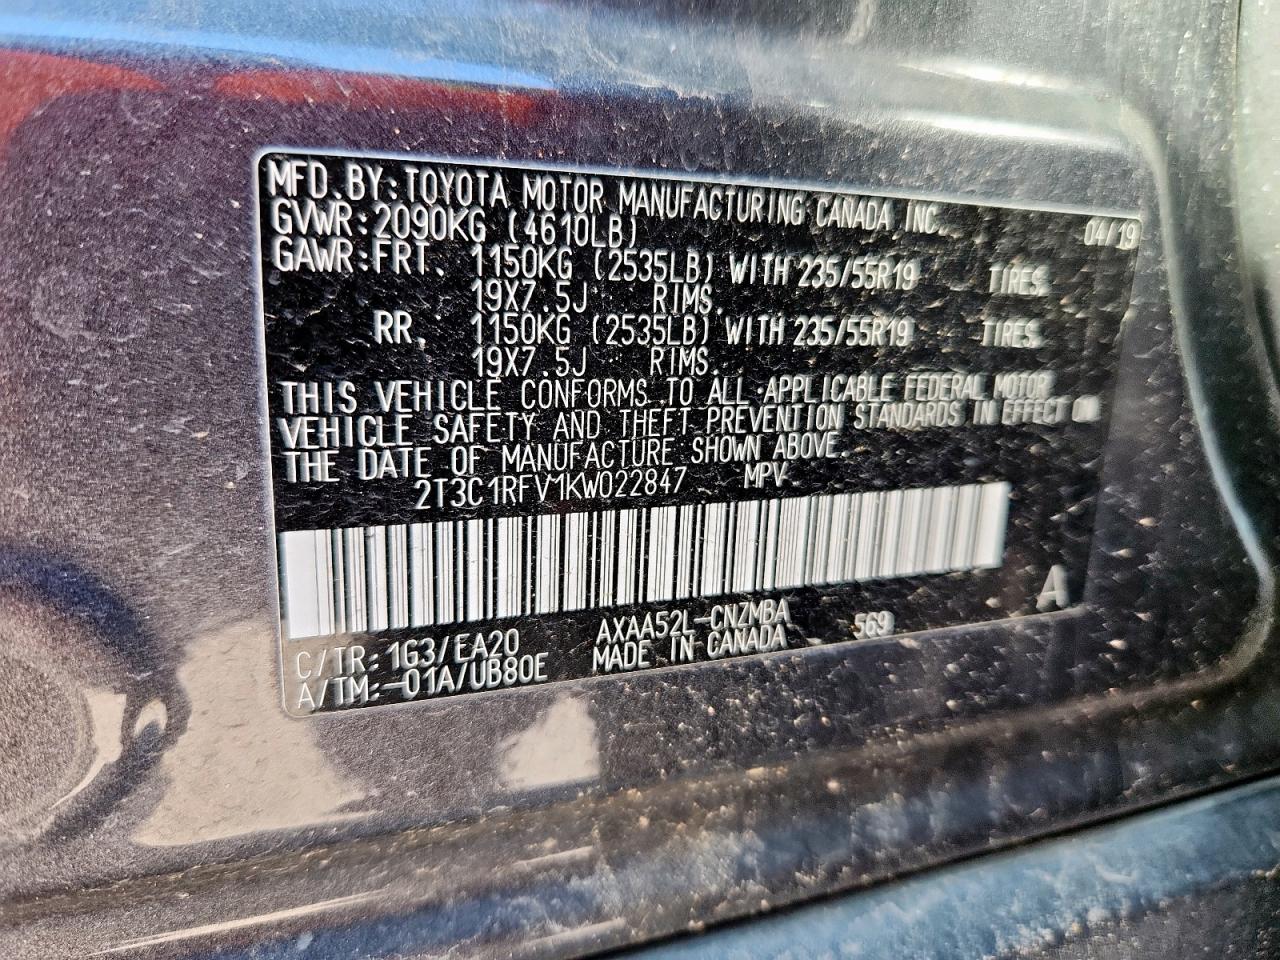 MFD.BY:TOYOTA MOTOR MANUFACTURING CANADA INC.
GVWR:2090KG (4610LB) 04/19
GAWR:FRT. 1150KG (2535LB) WITH 235/55R19 TIRES.
19X7.5J RIMS.
RR. 1150KG (2535LB) WITH 235/55R19 TIRES.
19X7.5J RIMS.
THIS VEHICLE CONFORMS TO ALL APPLICABLE FEDERAL MOTOR
VEHICLE SAFETY AND THEFT PREVENTION STANDARDS IN EFFECT ON
THE DATE OF MANUFACTURE SHOWN ABOVE.
2T3C1RFV1KW022847 MPV
A
C/TR:1G3/EA20 AXAA52L-CNZMBA 569
A/TM:-01A/UB80E MADE IN CANADA